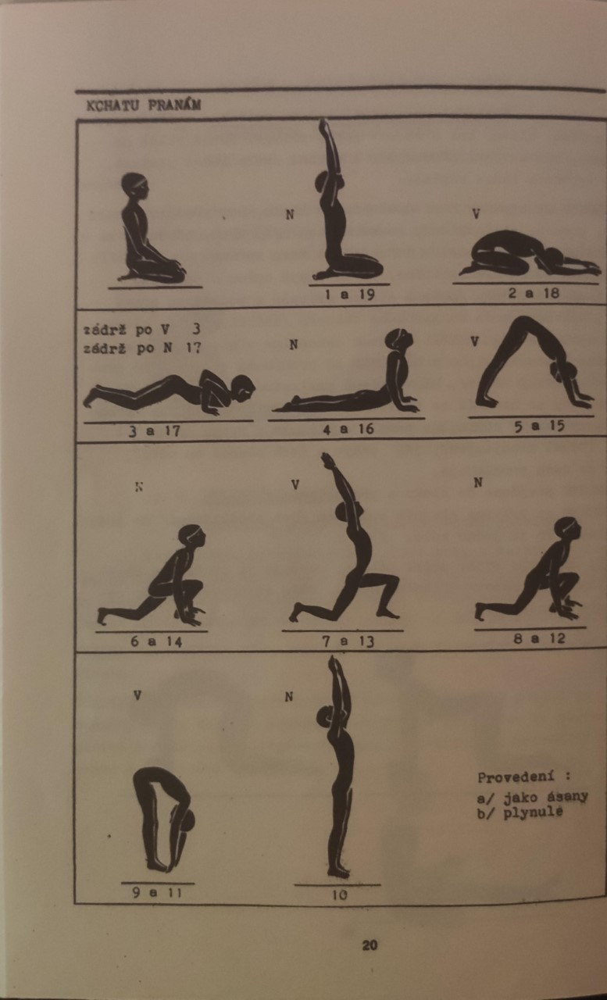 KCHATU PRANÁM
N
V
1 a 19
2 a 18
zádrž po V 3
zádrž po N 17
N
V
3 a 17
4 a 16
5 a 15
N
V
N
6 a 14
7 a 13
8 a 12
V
N
Provedení :
a/ jako ásany
b/ plynulé
9 a 11
10
20